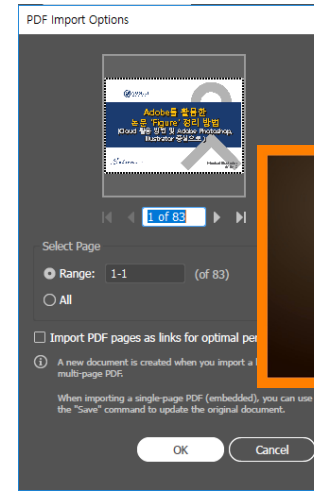 PDF Import Options
Adobe를 활용한
논문 'Figure' 정리 방법
(Cloud 활용 방법 및 Adobe Photoshop,
Illustrator 중심으로)
1 of 83
Select Page
Range: 1-1 (of 83)
All
Import PDF pages as links for optimal per
A new document is created when you import a
multi-page PDF.
When importing a single-page PDF (embedded), you can use
the "Save" command to update the original document.
OK Cancel